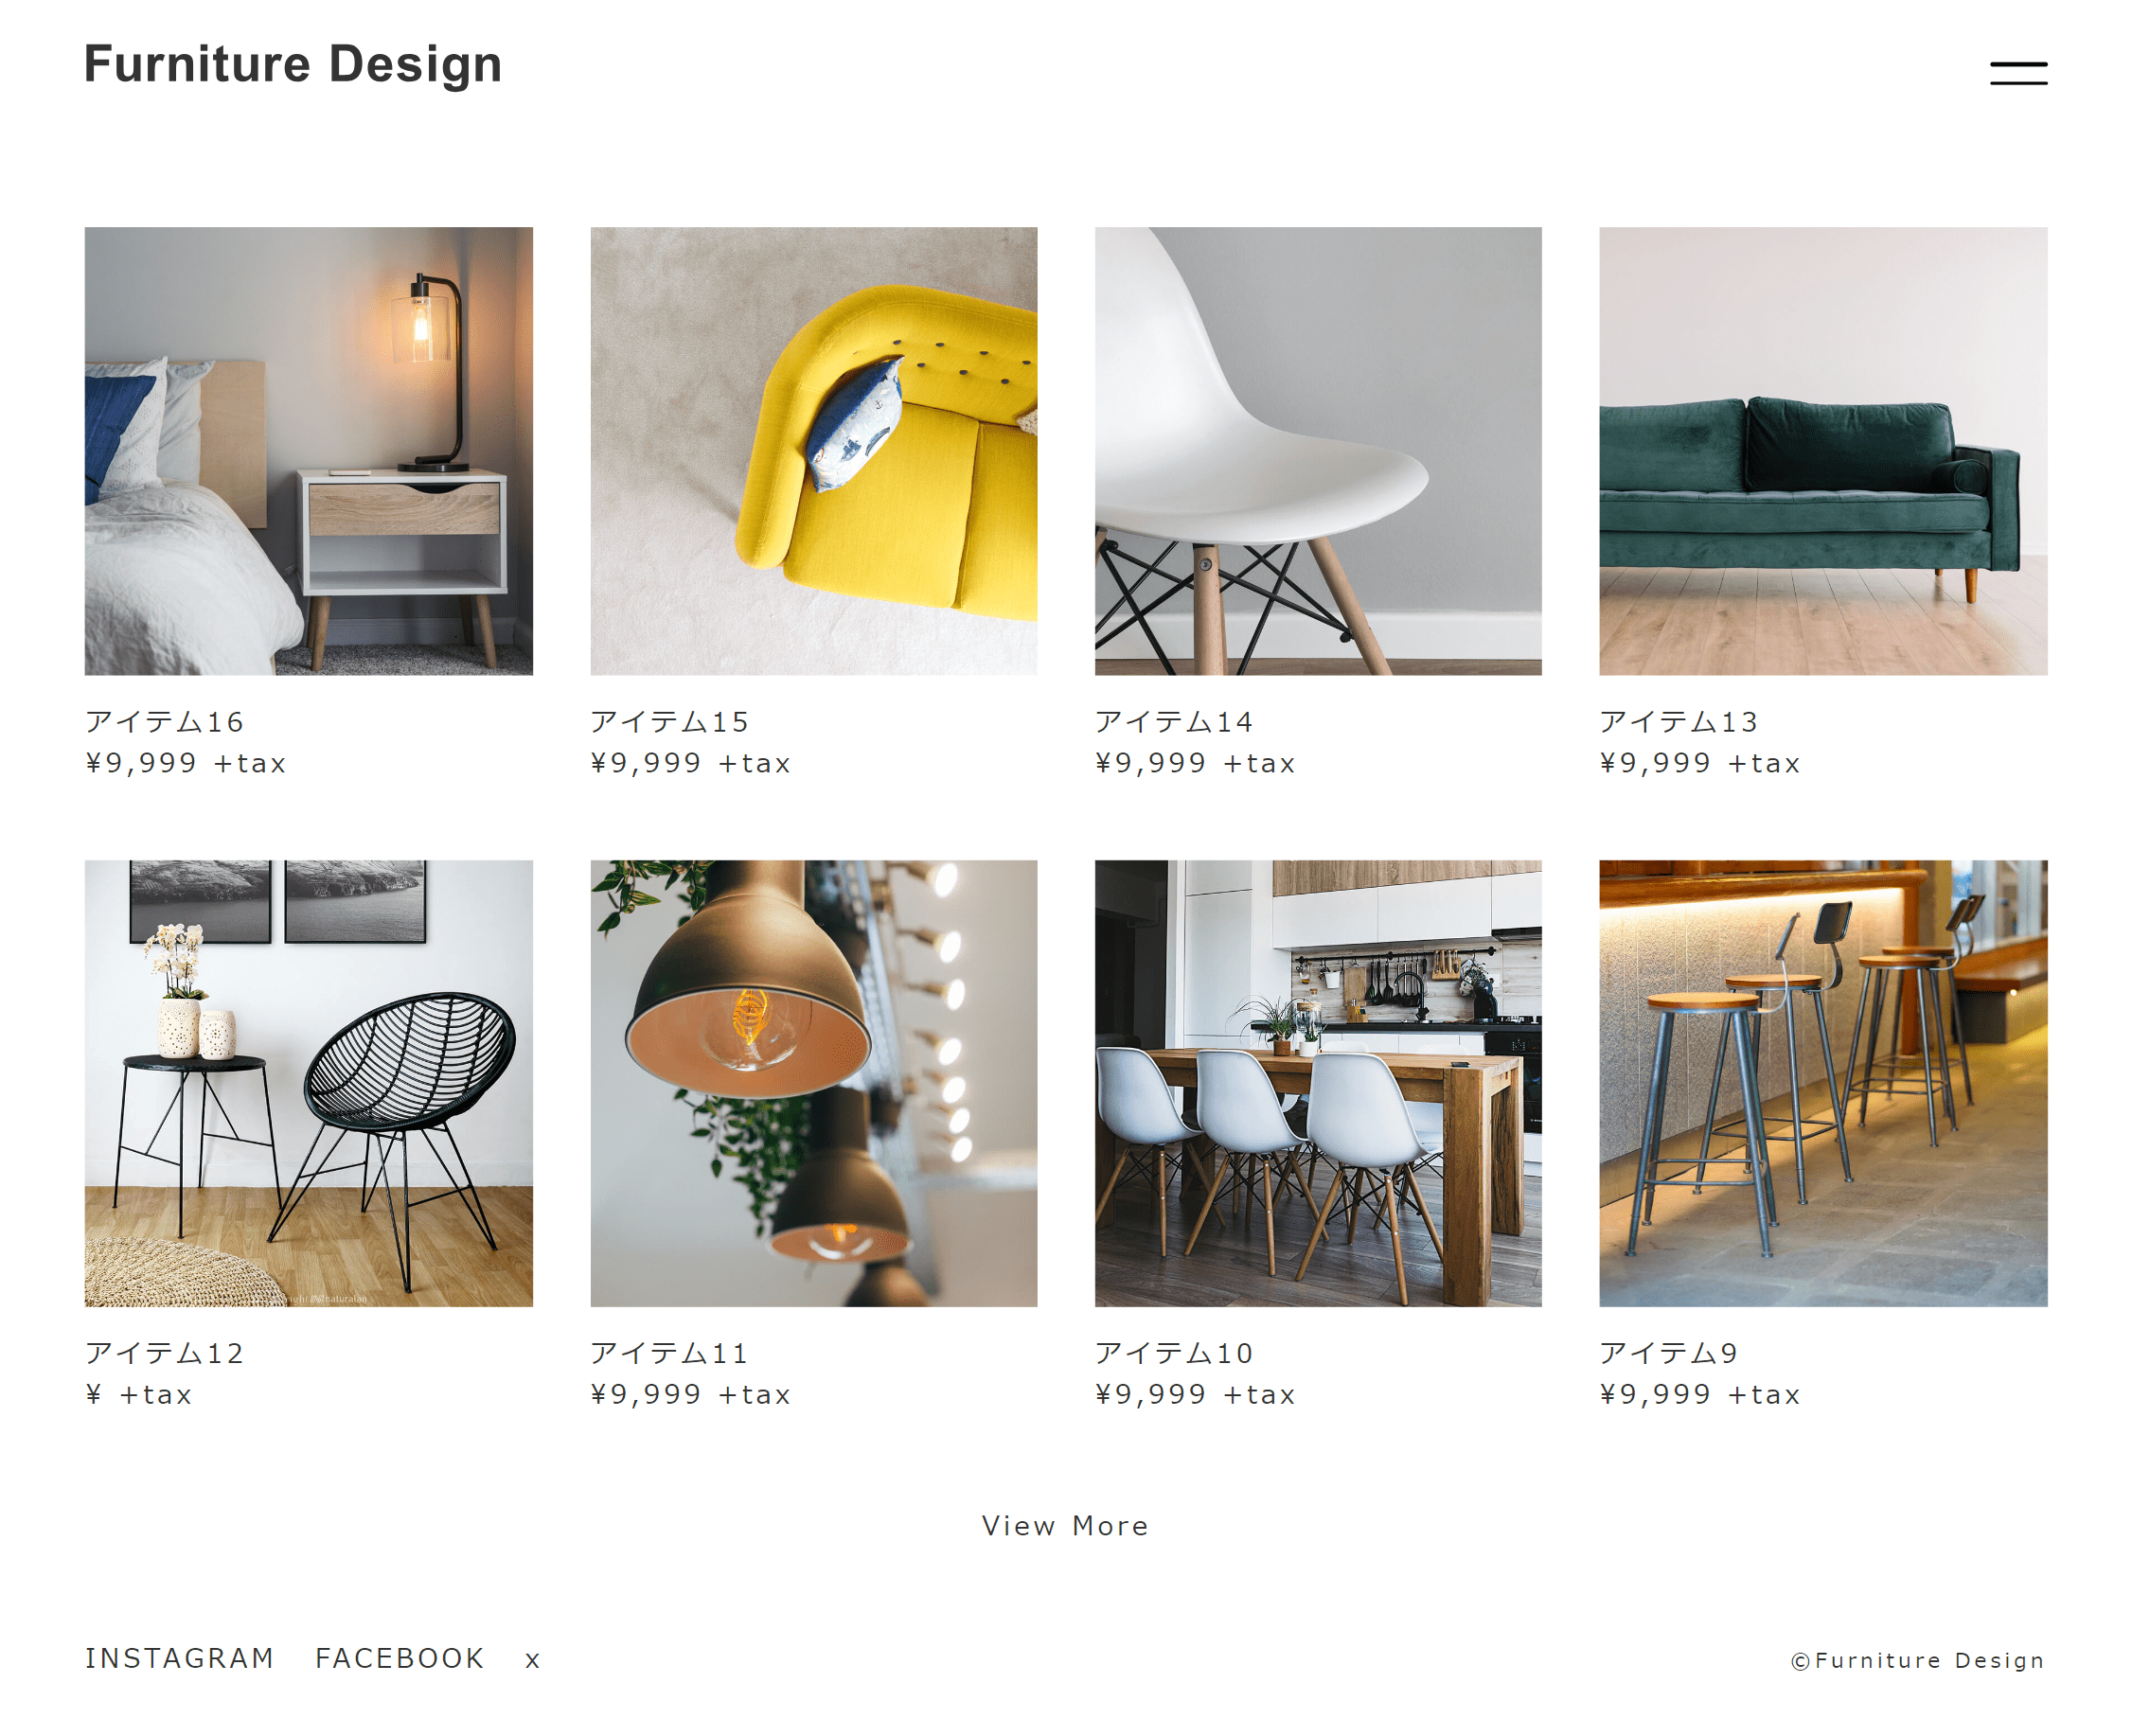 Furniture Design
アイテム16
¥9,999 +tax
アイテム15
¥9,999 +tax
アイテム14
¥9,999 +tax
アイテム13
¥9,999 +tax
アイテム12
¥ +tax
アイテム11
¥9,999 +tax
アイテム10
¥9,999 +tax
アイテム9
¥9,999 +tax
View More
INSTAGRAM FACEBOOK x
©Furniture Design